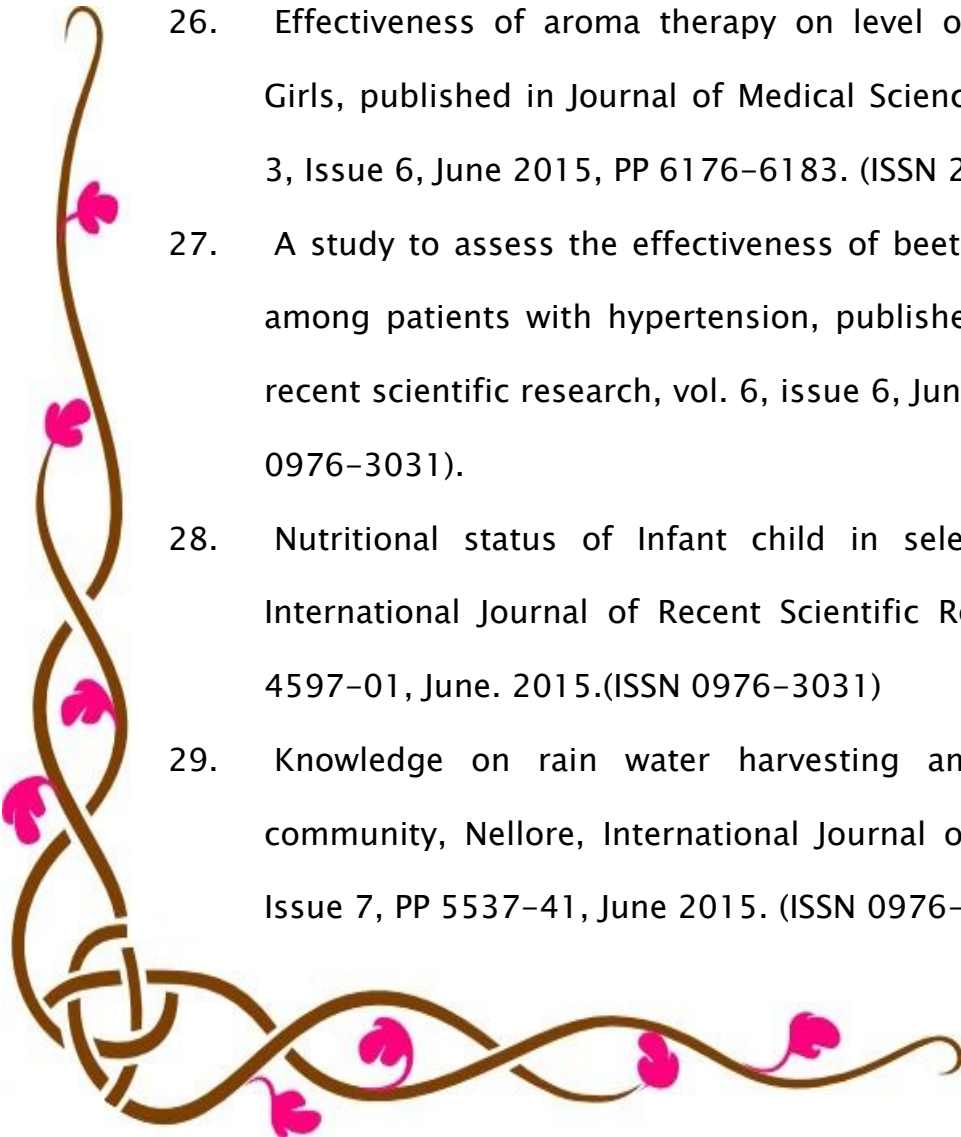 26. Effectiveness of aroma therapy on level o
Girls, published in Journal of Medical Scienc
3, Issue 6, June 2015, PP 6176-6183. (ISSN 2
27. A study to assess the effectiveness of beet
among patients with hypertension, publishe
recent scientific research, vol. 6, issue 6, Jun
0976-3031).
28. Nutritional status of Infant child in sele
International Journal of Recent Scientific R
4597-01, June. 2015.(ISSN 0976-3031)
29. Knowledge on rain water harvesting an
community, Nellore, International Journal o
Issue 7, PP 5537-41, June 2015. (ISSN 0976-